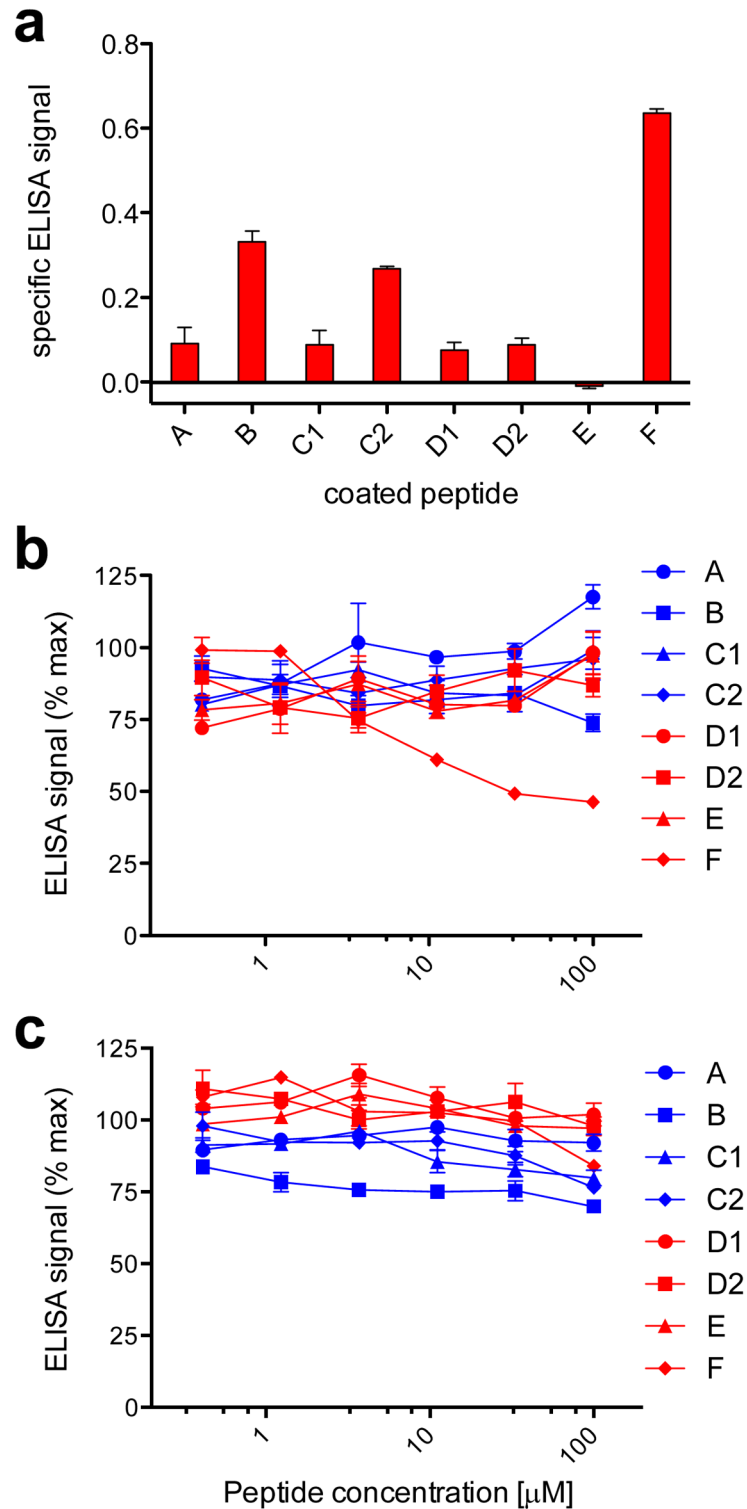 a
specific ELISA signal
0.8
0.6
0.4
0.2
0.0
A B C1 C2 D1 D2 E F
coated peptide
b
ELISA signal (% max)
125
100
75
50
25
0
1 10 100
A
B
C1
C2
D1
D2
E
F
c
ELISA signal (% max)
125
100
75
50
25
0
1 10 100
Peptide concentration [μM]
A
B
C1
C2
D1
D2
E
F